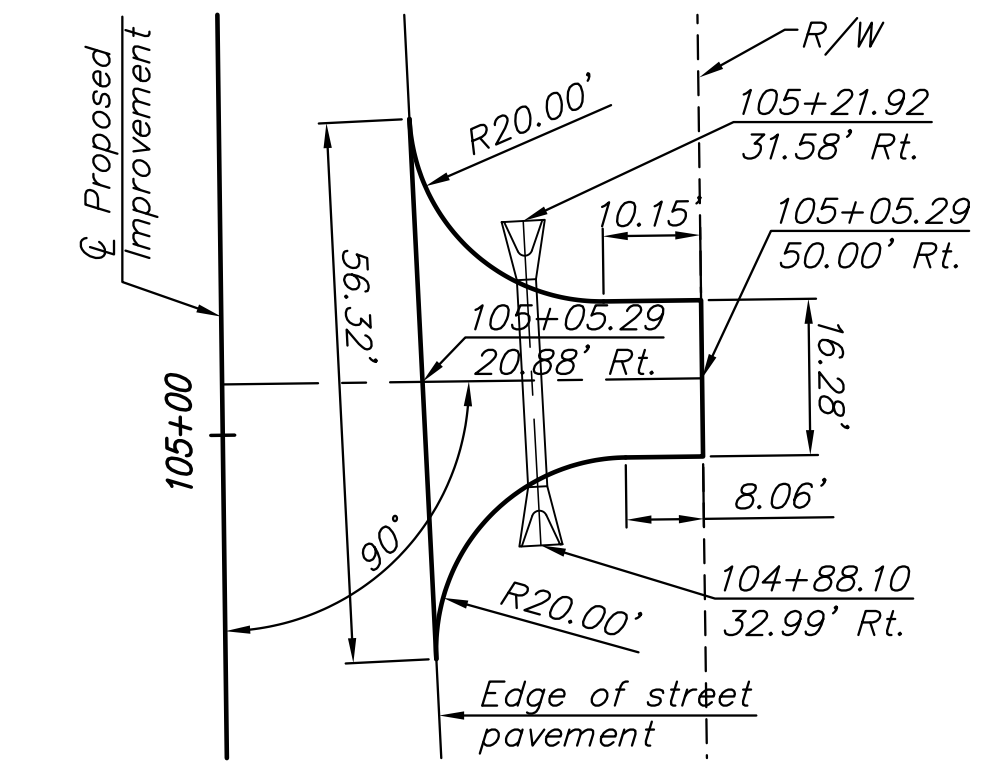 ℄ Proposed
Improvement
R/W
R20.00'
105+21.92
31.58' Rt.
10.15'
105+05.29
50.00' Rt.
56.32'
105+05.29
20.88' Rt.
16.28'
105+00
90°
8.06'
R20.00'
104+88.10
32.99' Rt.
Edge of street
pavement